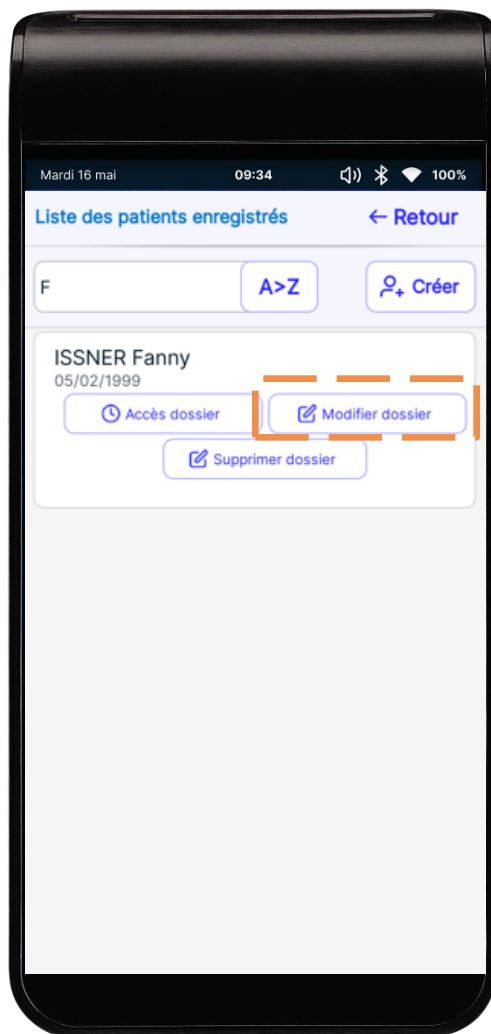 Mardi 16 mai 09:34 100%
Liste des patients enregistrés ← Retour
F A>Z Créer
ISSNER Fanny
05/02/1999
Accès dossier Modifier dossier
Supprimer dossier